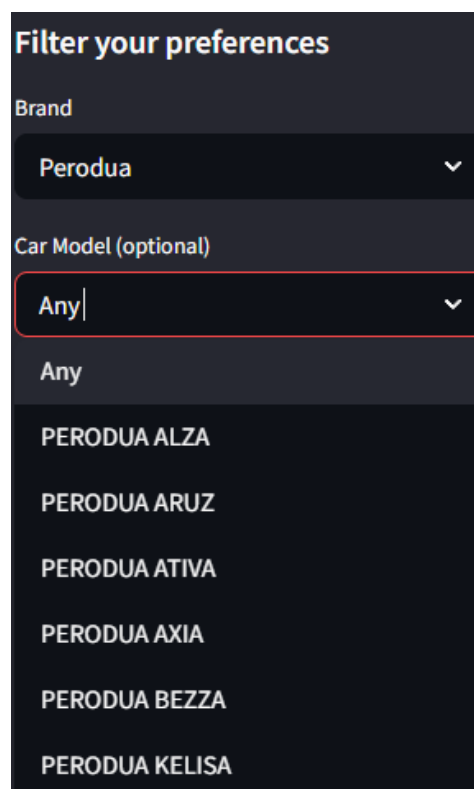 Filter your preferences
Brand
Perodua
Car Model (optional)
Any
Any
PERODUA ALZA
PERODUA ARUZ
PERODUA ATIVA
PERODUA AXIA
PERODUA BEZZA
PERODUA KELISA